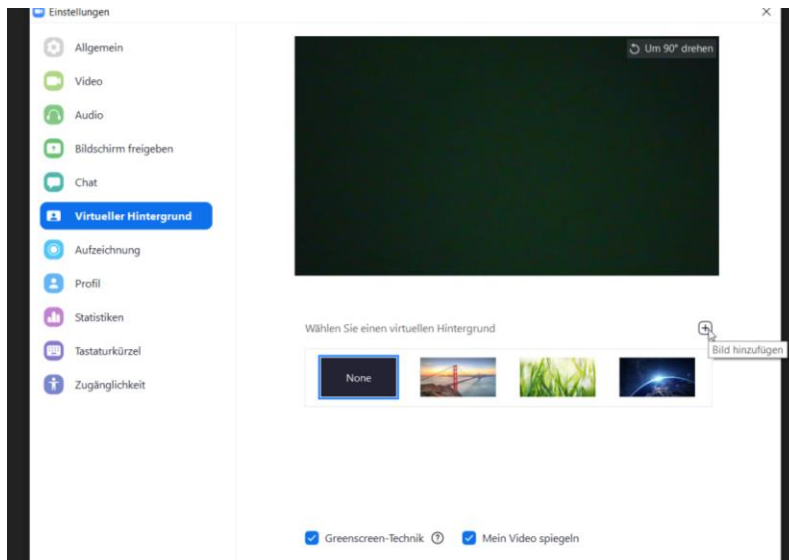 Einstellungen
Allgemein
Video
Audio
Bildschirm freigeben
Chat
Virtueller Hintergrund
Aufzeichnung
Profil
Statistiken
Tastaturkürzel
Zugänglichkeit
Um 90° drehen
Wählen Sie einen virtuellen Hintergrund
Bild hinzufügen
None
Greenscreen-Technik
Mein Video spiegeln